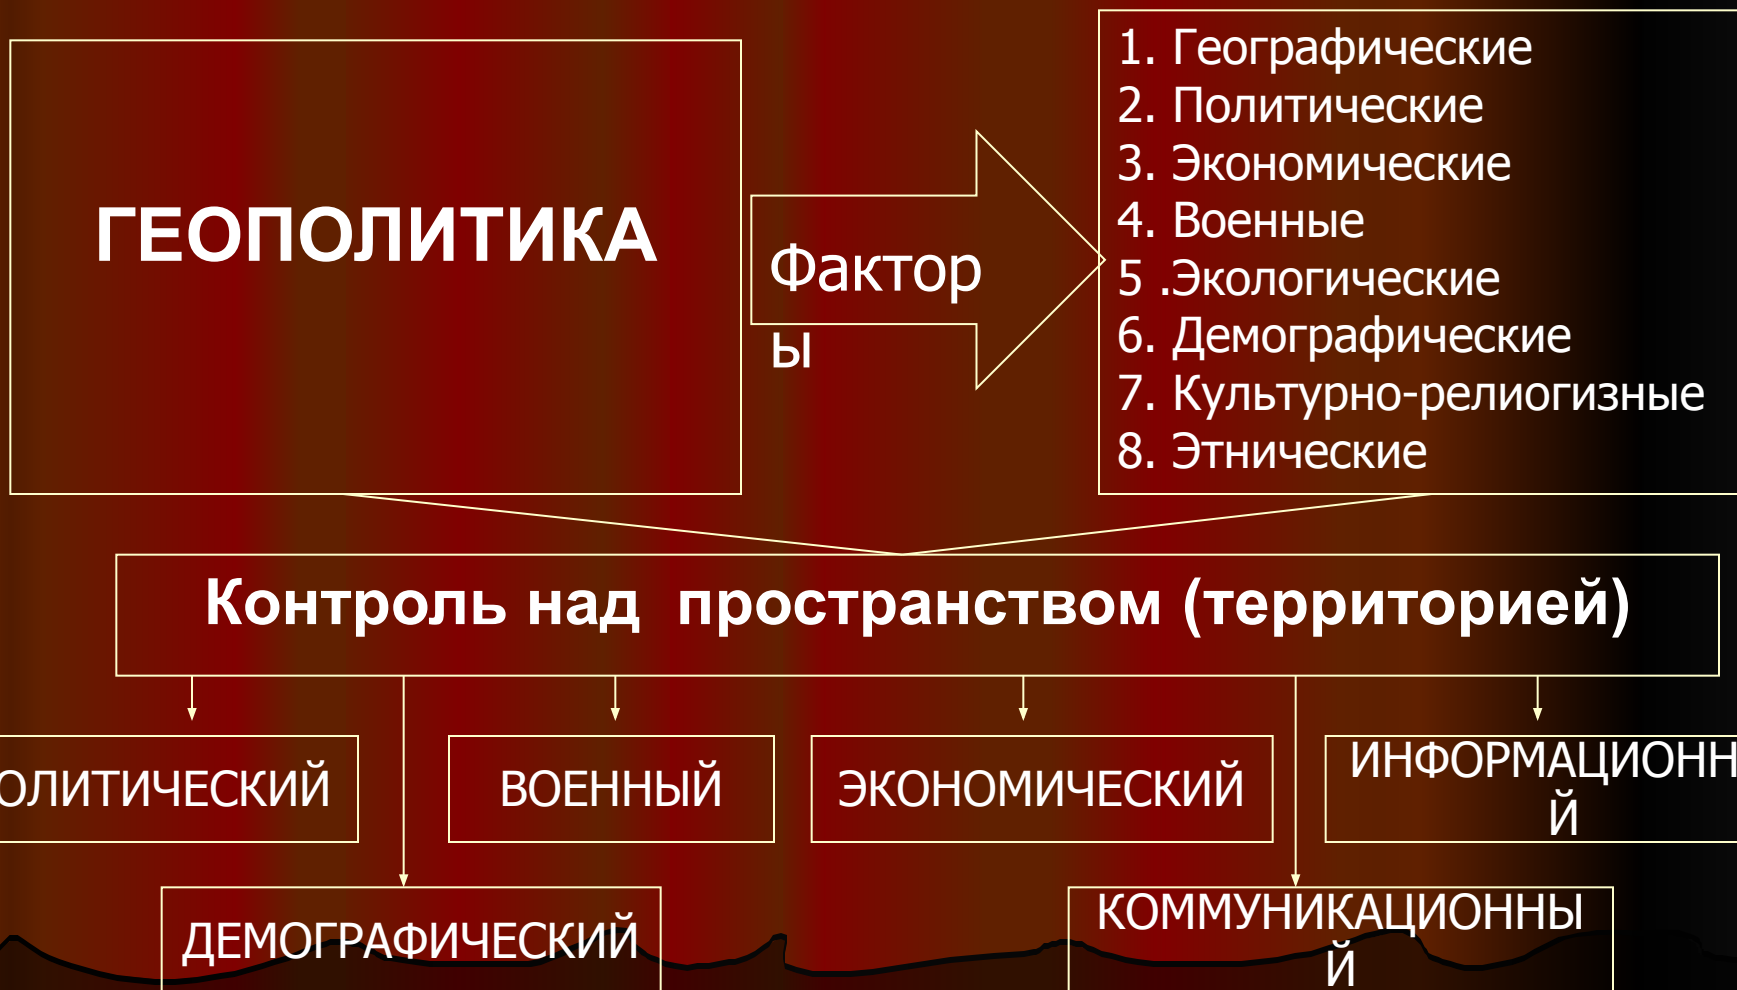 ГЕОПОЛИТИКА
Фактор
ы
1. Географические
2. Политические
3. Экономические
4. Военные
5 .Экологические
6. Демографические
7. Культурно-релиогизные
8. Этнические
Контроль над  пространством (территорией)
ОЛИТИЧЕСКИЙ
ВОЕННЫЙ
ЭКОНОМИЧЕСКИЙ
ИНФОРМАЦИОНН
Й
ДЕМОГРАФИЧЕСКИЙ
КОММУНИКАЦИОННЫ
Й